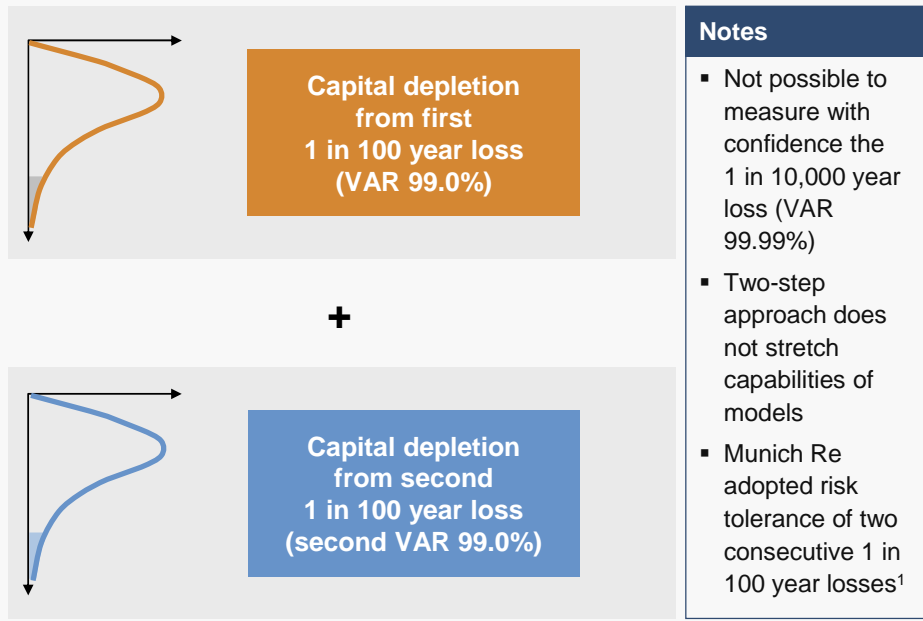 Capital depletion
from first
1 in 100 year loss
(VAR 99.0%)
+
Capital depletion
from second
1 in 100 year loss
(second VAR 99.0%)
Notes
▪ Not possible to
measure with
confidence the
1 in 10,000 year
loss (VAR
99.99%)
▪ Two-step
approach does
not stretch
capabilities of
models
▪ Munich Re
adopted risk
tolerance of two
consecutive 1 in
100 year losses¹